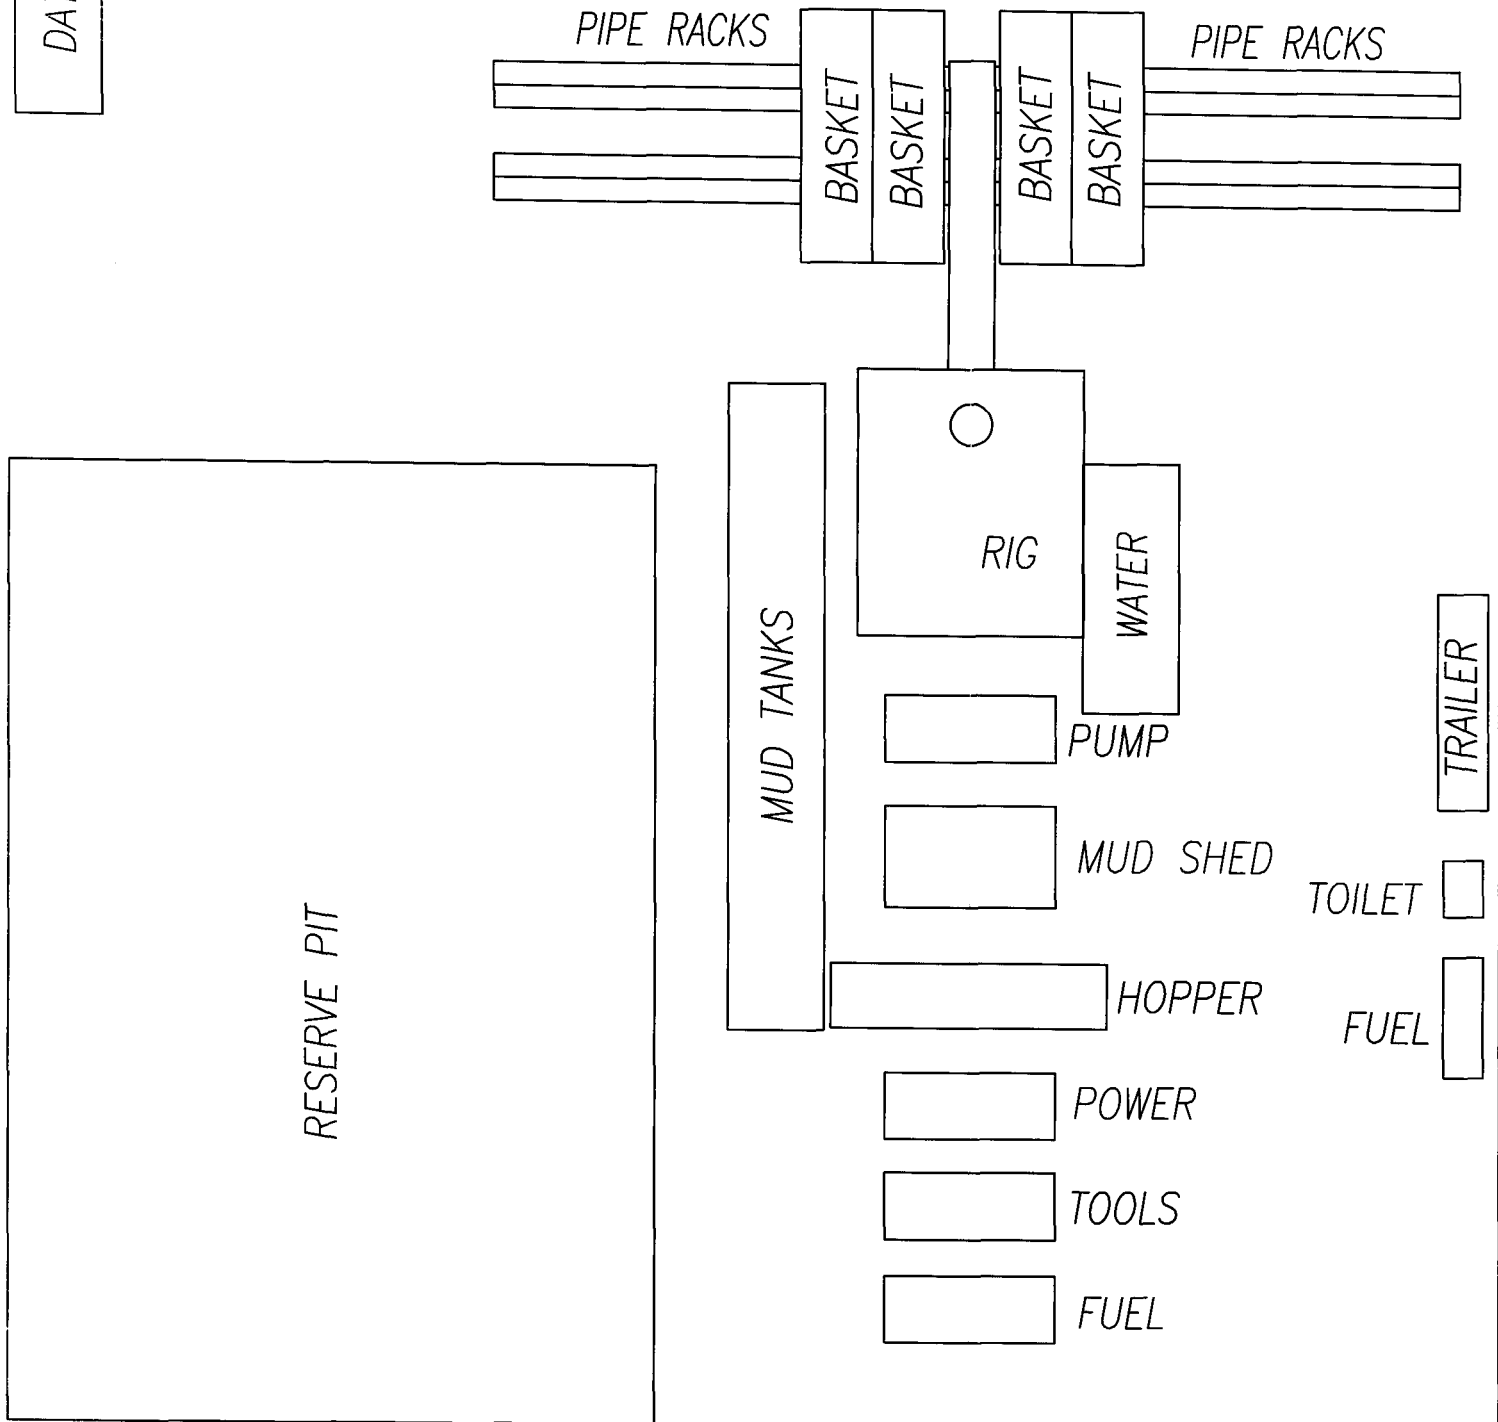 PIPE RACKS
PIPE RACKS
BASKET
BASKET
BASKET
BASKET
RIG
WATER
MUD TANKS
TRAILER
PUMP
MUD SHED
TOILET
RESERVE PIT
HOPPER
FUEL
POWER
TOOLS
FUEL